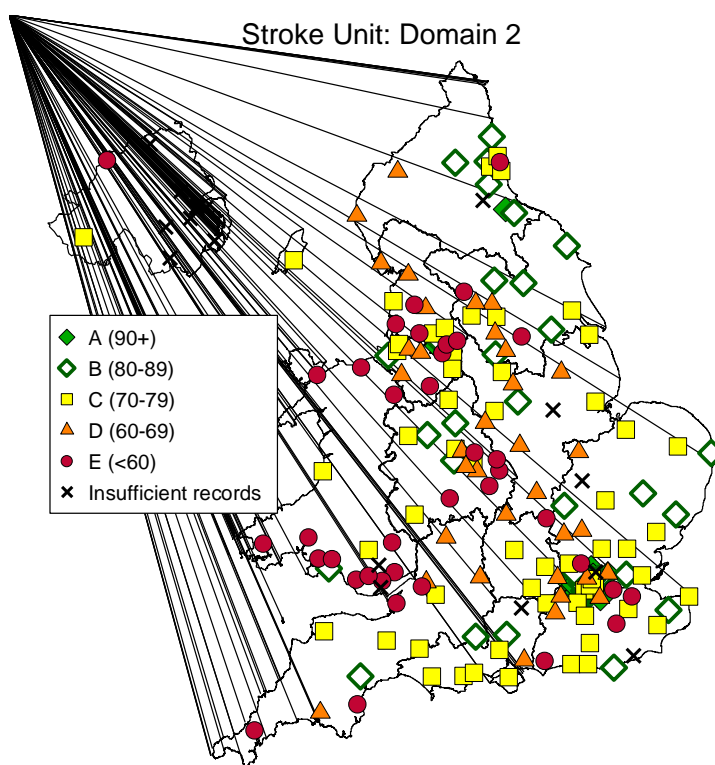 Stroke Unit: Domain 2
A (90+)
B (80-89)
C (70-79)
D (60-69)
E (<60)
Insufficient records